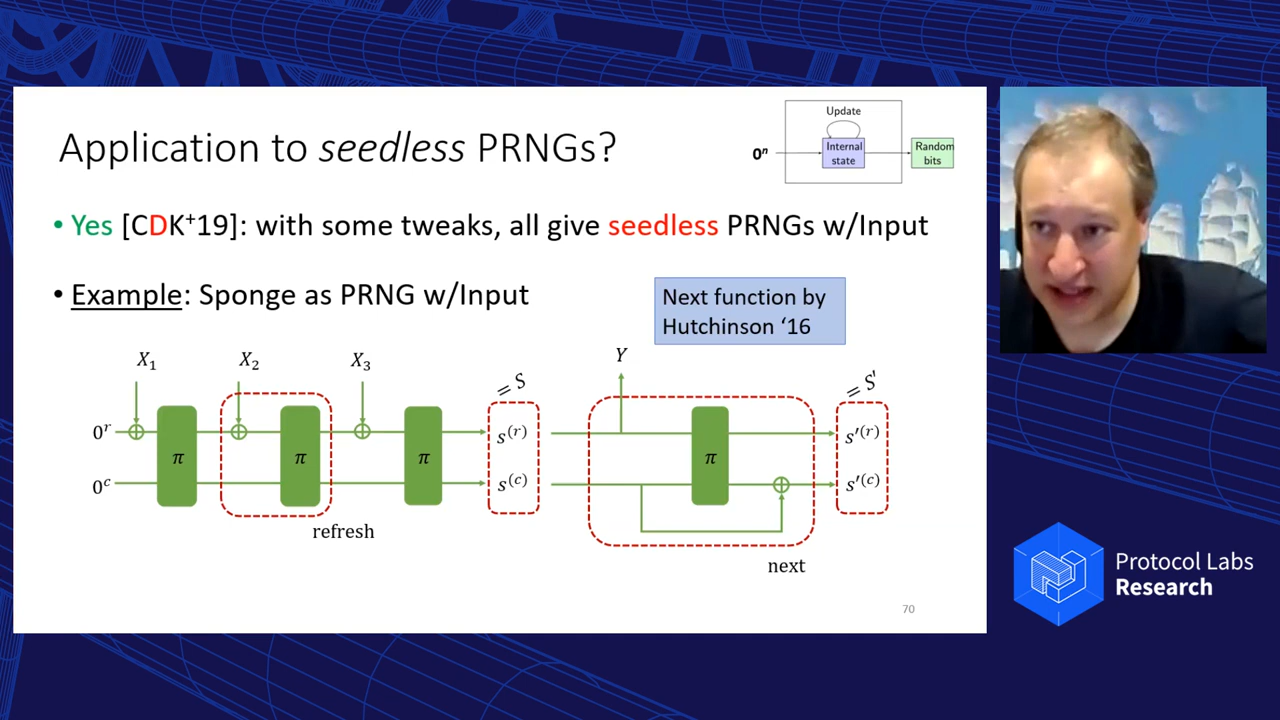 Application to seedless PRNGs?
Update
0ⁿ
Internal
state
Random
bits
• Yes [CDK⁺19]: with some tweaks, all give seedless PRNGs w/Input
• Example: Sponge as PRNG w/Input
Next function by
Hutchinson ‘16
X₁ X₂ X₃ = S Y = S'
0ʳ s⁽ʳ⁾ s'⁽ʳ⁾
π π π π
0ᶜ s⁽ᶜ⁾ s'⁽ᶜ⁾
refresh
next
70
Protocol Labs
Research